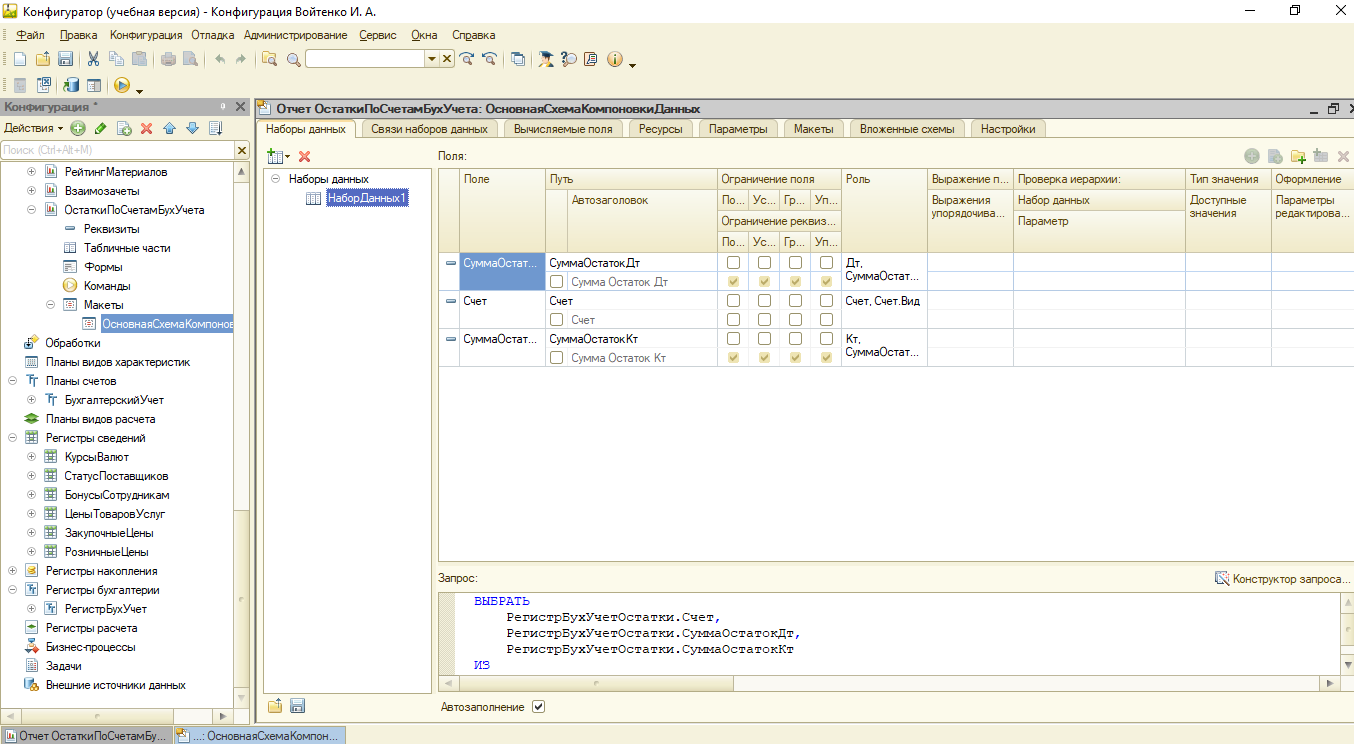 Конфигуратор (учебная версия) - Конфигурация Войтенко И. А.
Файл Правка Конфигурация Отладка Администрирование Сервис Окна Справка
Конфигурация *
Действия
Поиск (Ctrl+Alt+M)
РейтингМатериалов
Взаимозачеты
ОстаткиПоСчетамБухУчета
Реквизиты
Табличные части
Формы
Команды
Макеты
ОсновнаяСхемаКомпонов
Обработки
Планы видов характеристик
Планы счетов
БухгалтерскийУчет
Планы видов расчета
Регистры сведений
КурсыВалют
СтатусПоставщиков
БонусыСотрудникам
ЦеныТоваровУслуг
ЗакупочныеЦены
РозничныеЦены
Регистры накопления
Регистры бухгалтерии
РегистрБухУчет
Регистры расчета
Бизнес-процессы
Задачи
Внешние источники данных
Отчет ОстаткиПоСчетамБухУчета: ОсновнаяСхемаКомпоновкиДанных
Наборы данных Связи наборов данных Вычисляемые поля Ресурсы Параметры Макеты Вложенные схемы Настройки
Наборы данных
НаборДанных1
Поля:
Поле Путь Ограничение поля Роль Выражение п... Проверка иерархии: Тип значения Оформление
Автозаголовок По... Ус... Гр... Уп... Выражения упорядочива... Набор данных Доступные значения Параметры редактирова...
Ограничение реквиз... Параметр
По... Ус... Гр... Уп...
СуммаОстат... СуммаОстатокДт Дт,
Сумма Остаток Дт СуммаОстат...
Счет Счет Счет, Счет.Вид
Счет
СуммаОстат... СуммаОстатокКт Кт,
Сумма Остаток Кт СуммаОстат...
Запрос: Конструктор запроса...
ВЫБРАТЬ
РегистрБухУчетОстатки.Счет,
РегистрБухУчетОстатки.СуммаОстатокДт,
РегистрБухУчетОстатки.СуммаОстатокКт
ИЗ
Автозаполнение
Отчет ОстаткиПоСчетамБу... ...: ОсновнаяСхемаКомпон...